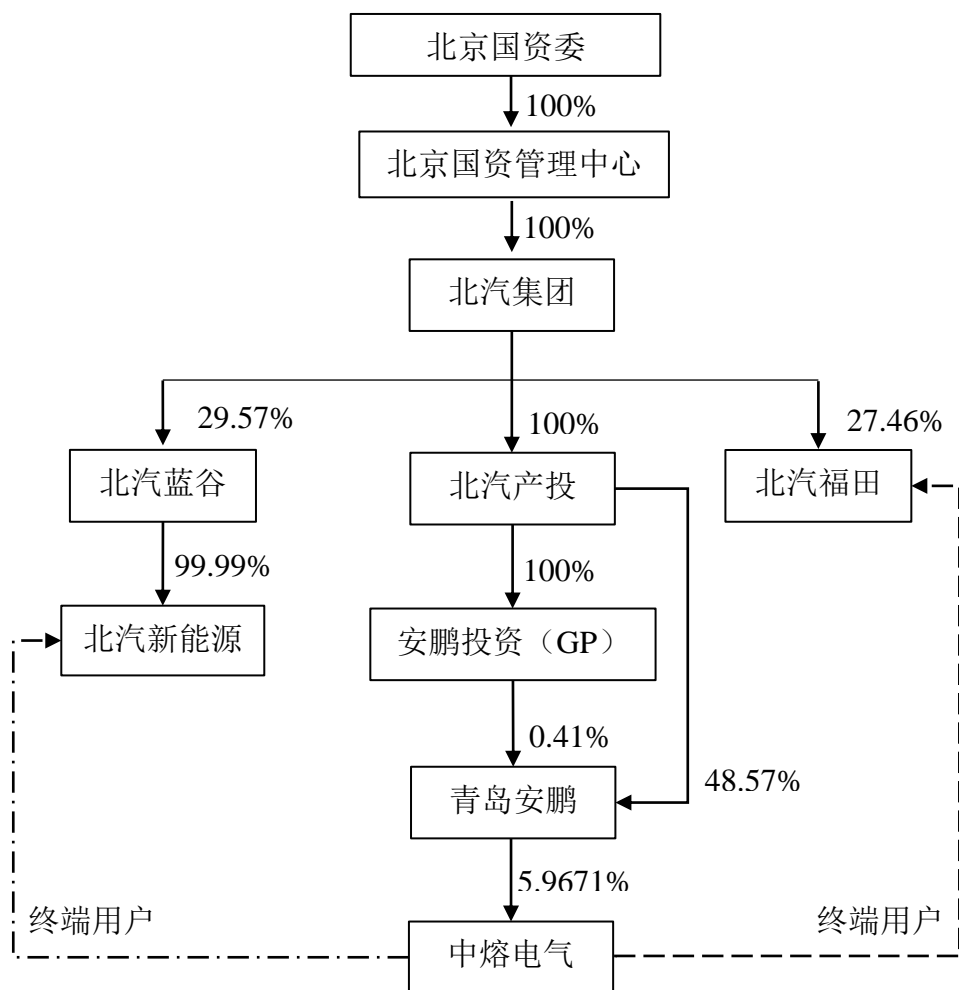 北京国资委
100%
北京国资管理中心
100%
北汽集团
29.57%
100%
27.46%
北汽蓝谷
北汽产投
北汽福田
99.99%
100%
北汽新能源
安鹏投资（GP）
0.41%
48.57%
青岛安鹏
5.9671%
终端用户
终端用户
中熔电气